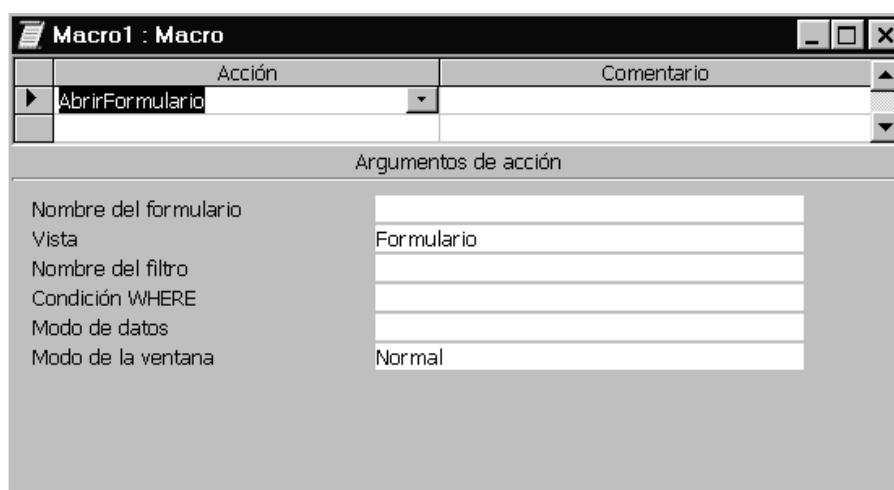 Macro1 : Macro
Acción Comentario
AbrirFormulario
Argumentos de acción
Nombre del formulario
Vista Formulario
Nombre del filtro
Condición WHERE
Modo de datos
Modo de la ventana Normal